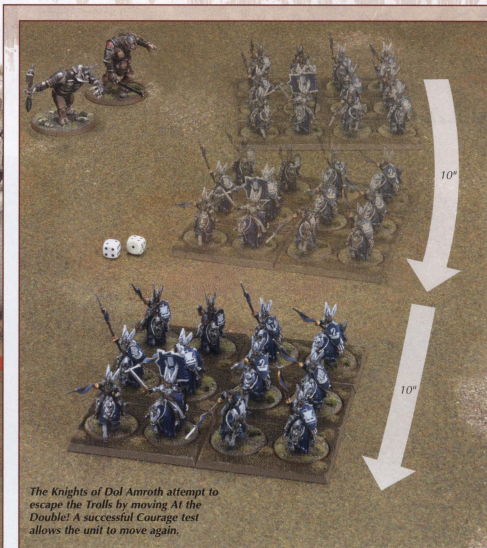 10"
10"
The Knights of Dol Amroth attempt to
escape the Trolls by moving At the
Double! A successful Courage test
allows the unit to move again.